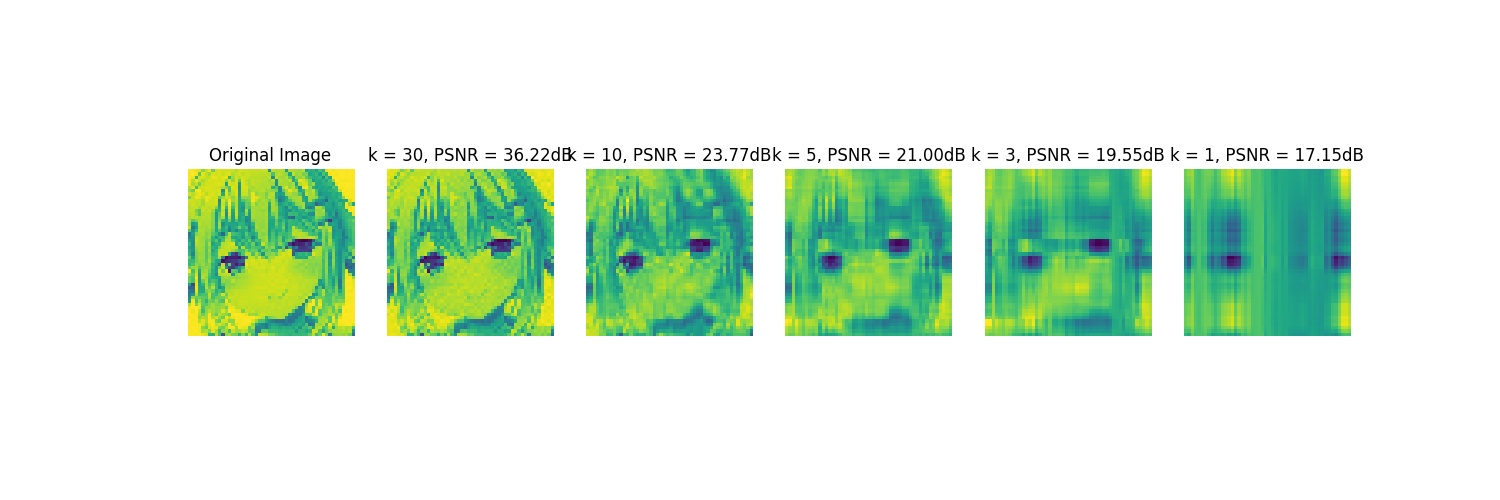 Original Image
k = 30, PSNR = 36.22dB
k = 10, PSNR = 23.77dB
k = 5, PSNR = 21.00dB
k = 3, PSNR = 19.55dB
k = 1, PSNR = 17.15dB